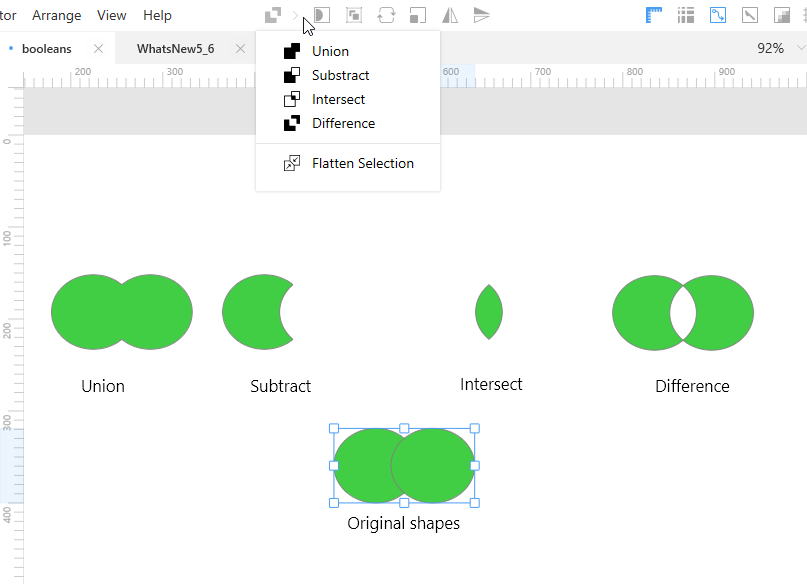 tor Arrange View Help
booleans WhatsNew5_6 92%
200 300 600 700 800 900
Union
Substract
Intersect
Difference
Flatten Selection
0
100
200
300
400
Union Subtract Intersect Difference
Original shapes